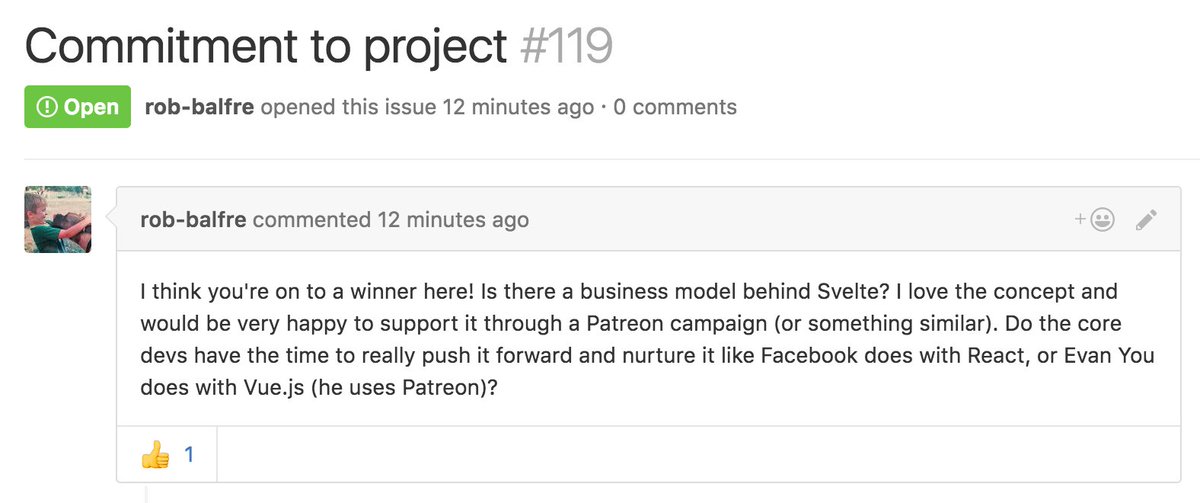 Commitment to project #119
Open rob-balfre opened this issue 12 minutes ago · 0 comments
rob-balfre commented 12 minutes ago
I think you're on to a winner here! Is there a business model behind Svelte? I love the concept and
would be very happy to support it through a Patreon campaign (or something similar). Do the core
devs have the time to really push it forward and nurture it like Facebook does with React, or Evan You
does with Vue.js (he uses Patreon)?
👍 1